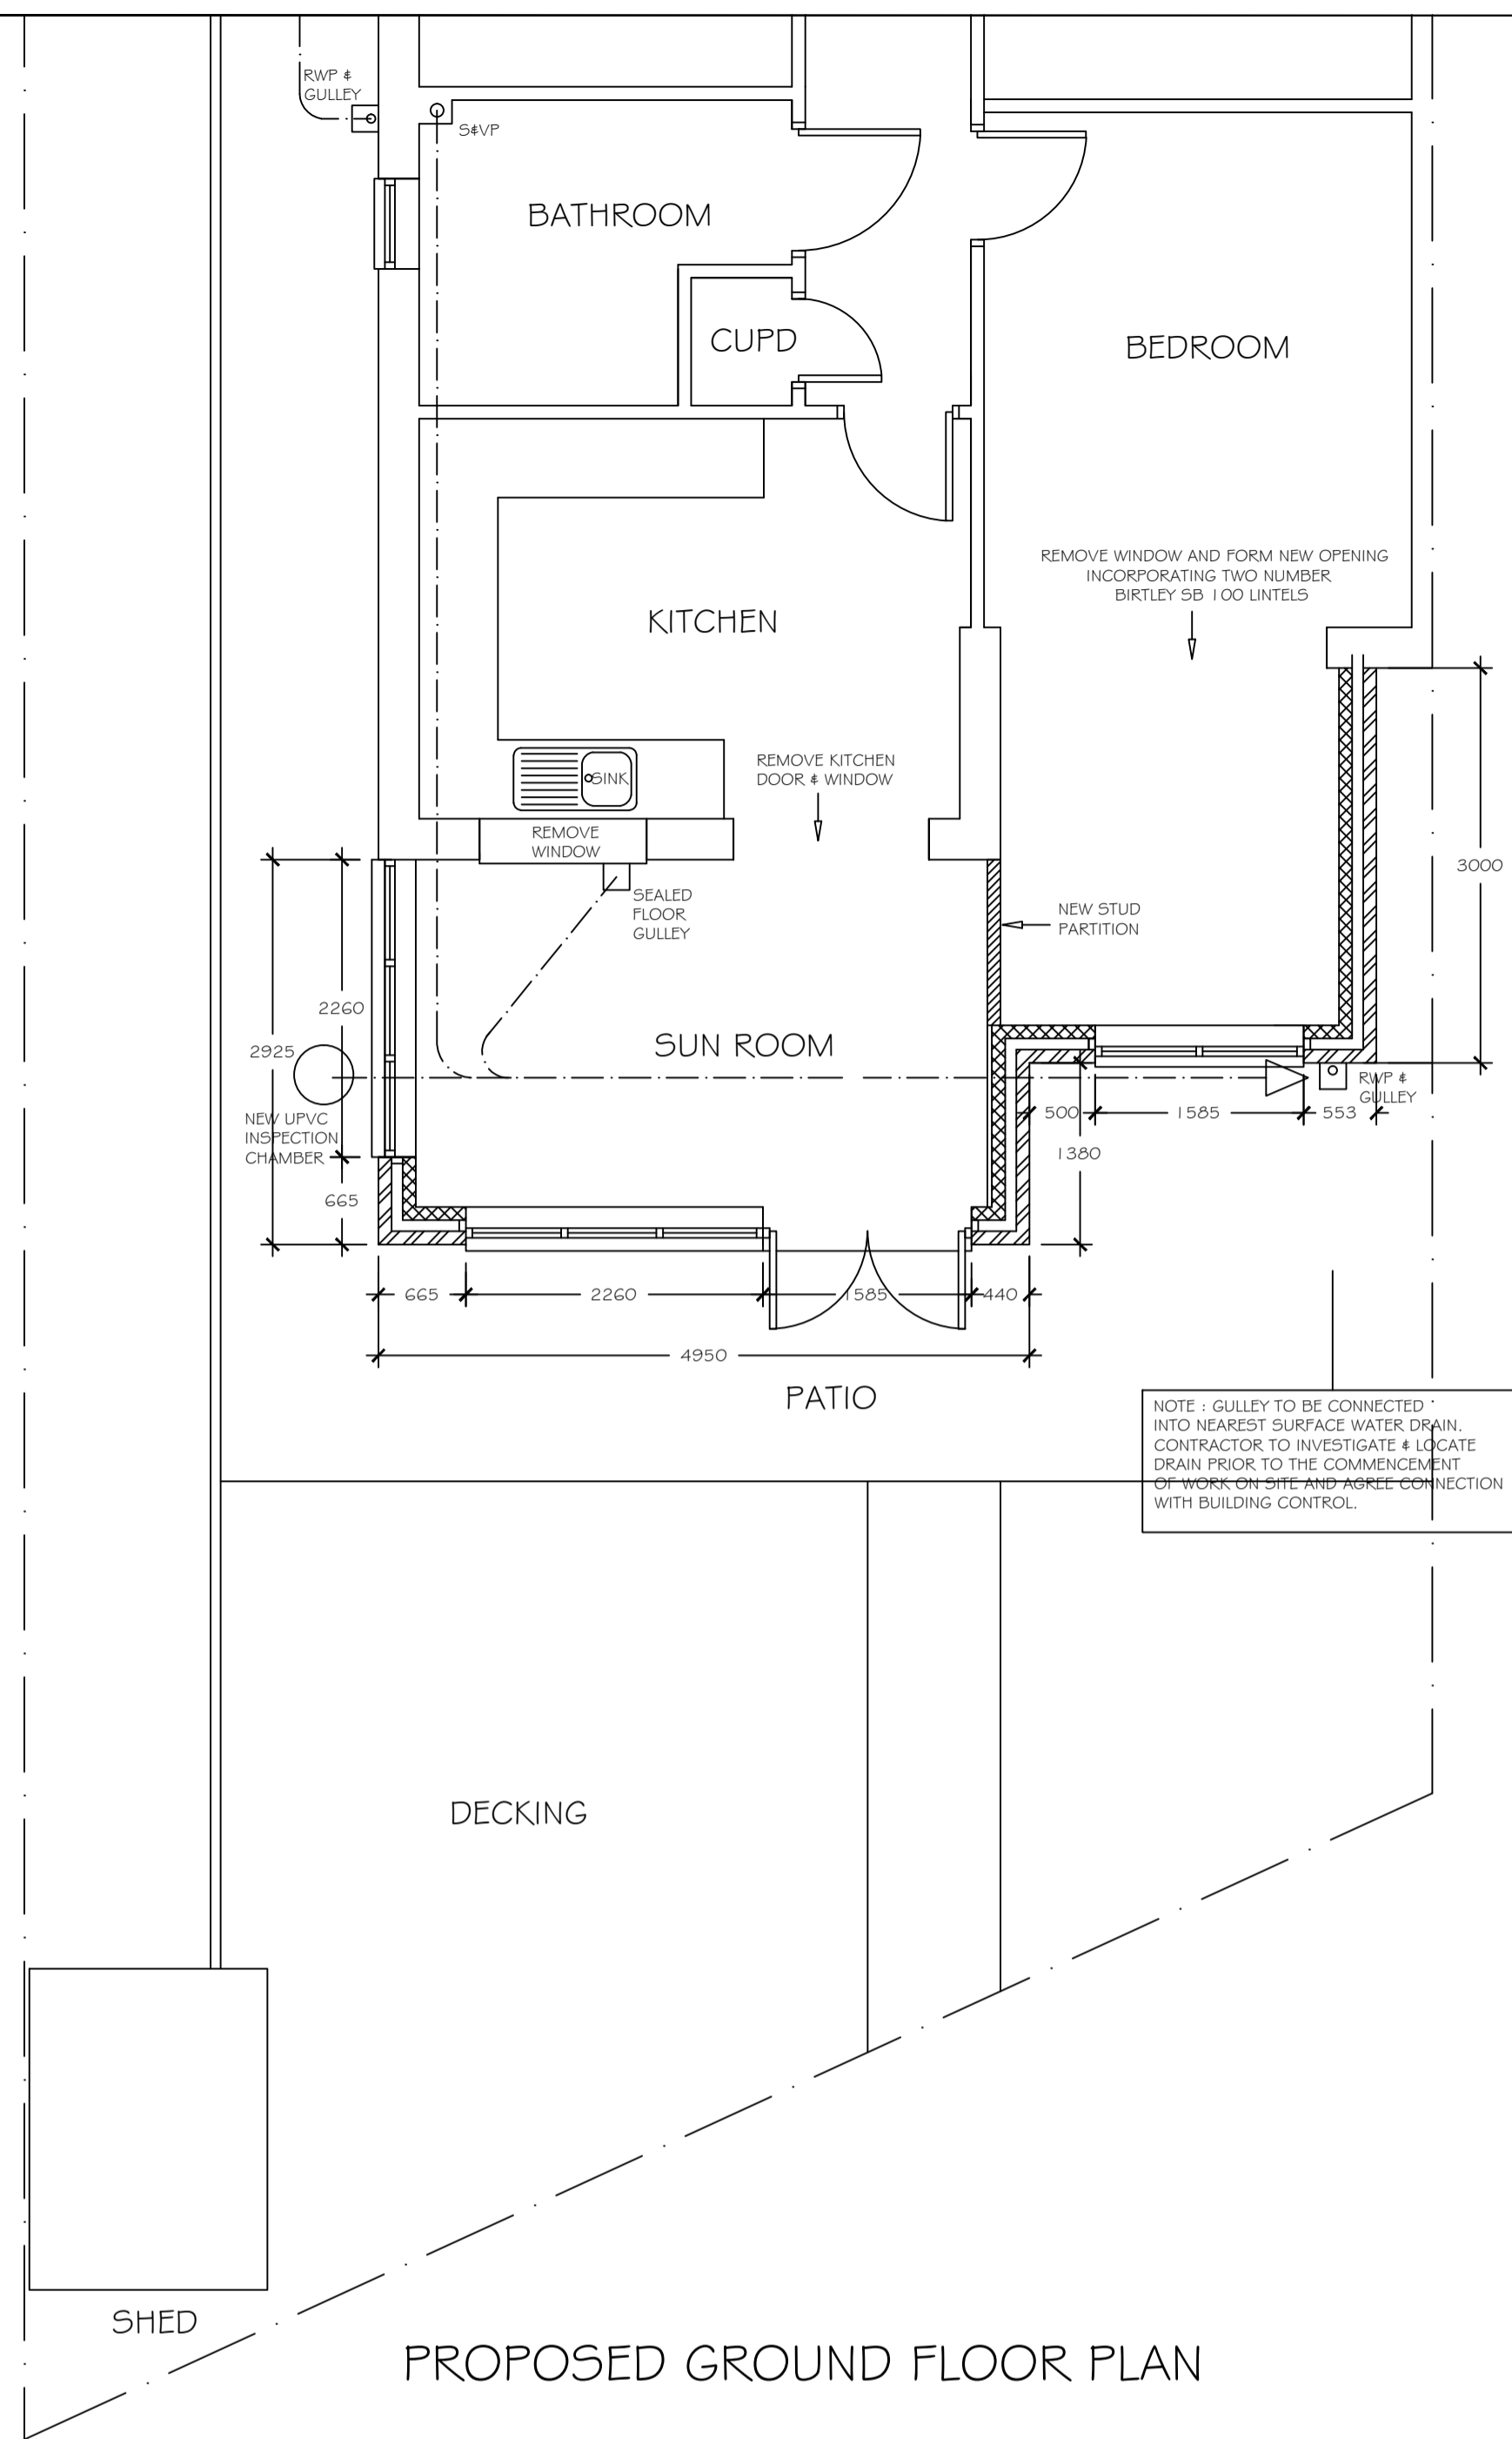 RWP &
GULLEY
S&VP
BATHROOM
CUPD
BEDROOM
REMOVE WINDOW AND FORM NEW OPENING
INCORPORATING TWO NUMBER
BIRTLEY SB 100 LINTELS
KITCHEN
REMOVE KITCHEN
DOOR & WINDOW
SINK
REMOVE
WINDOW
3000
SEALED
FLOOR
GULLEY
NEW STUD
PARTITION
2260
2925
SUN ROOM
RWP &
GULLEY
NEW UPVC
INSPECTION
CHAMBER
500
1585
553
1380
665
665
2260
1585
440
4950
PATIO
NOTE : GULLEY TO BE CONNECTED
INTO NEAREST SURFACE WATER DRAIN.
CONTRACTOR TO INVESTIGATE & LOCATE
DRAIN PRIOR TO THE COMMENCEMENT
OF WORK ON SITE AND AGREE CONNECTION
WITH BUILDING CONTROL.
DECKING
SHED
PROPOSED GROUND FLOOR PLAN